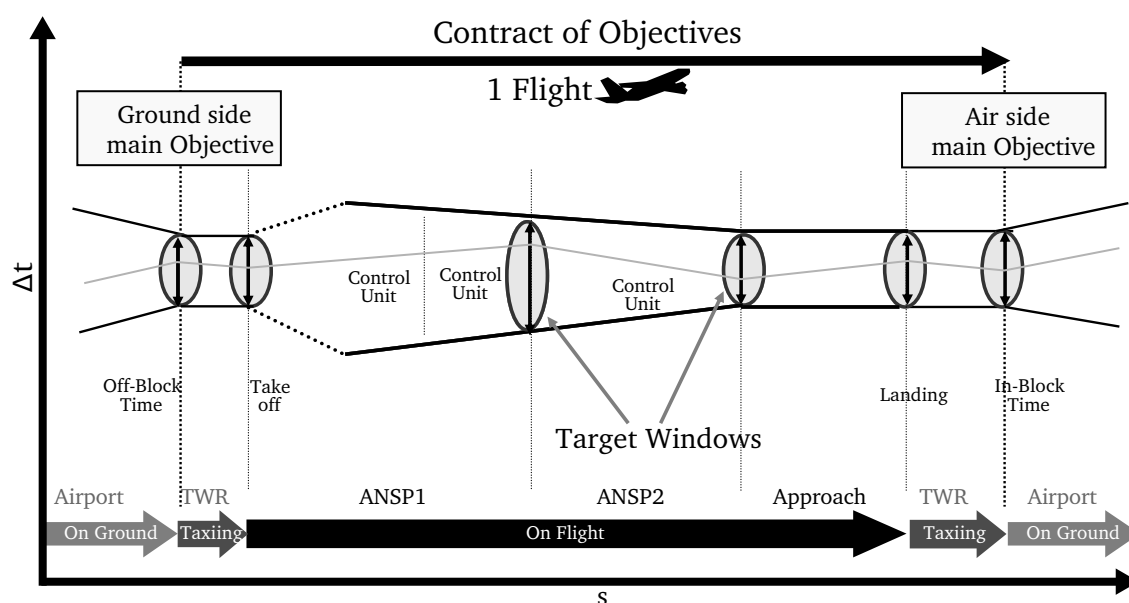 Contract of Objectives
1 Flight
Ground side
main Objective
Air side
main Objective
Δt
Control
Unit
Control
Unit
Control
Unit
Off-Block
Time
Take
off
Landing
In-Block
Time
Target Windows
Airport
TWR
ANSP1
ANSP2
Approach
TWR
Airport
On Ground
Taxiing
On Flight
Taxiing
On Ground
s